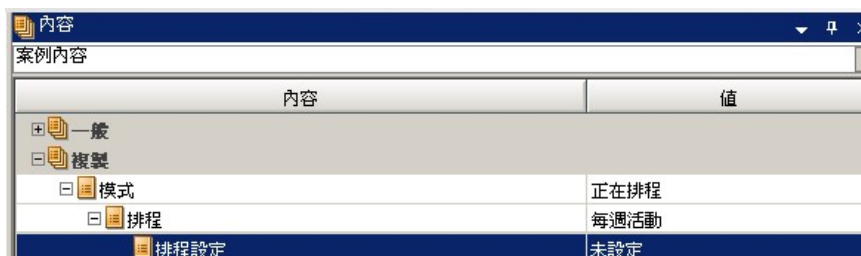 內容
案例內容
內容 值
一般
複製
模式 正在排程
排程 每週活動
排程設定 未設定